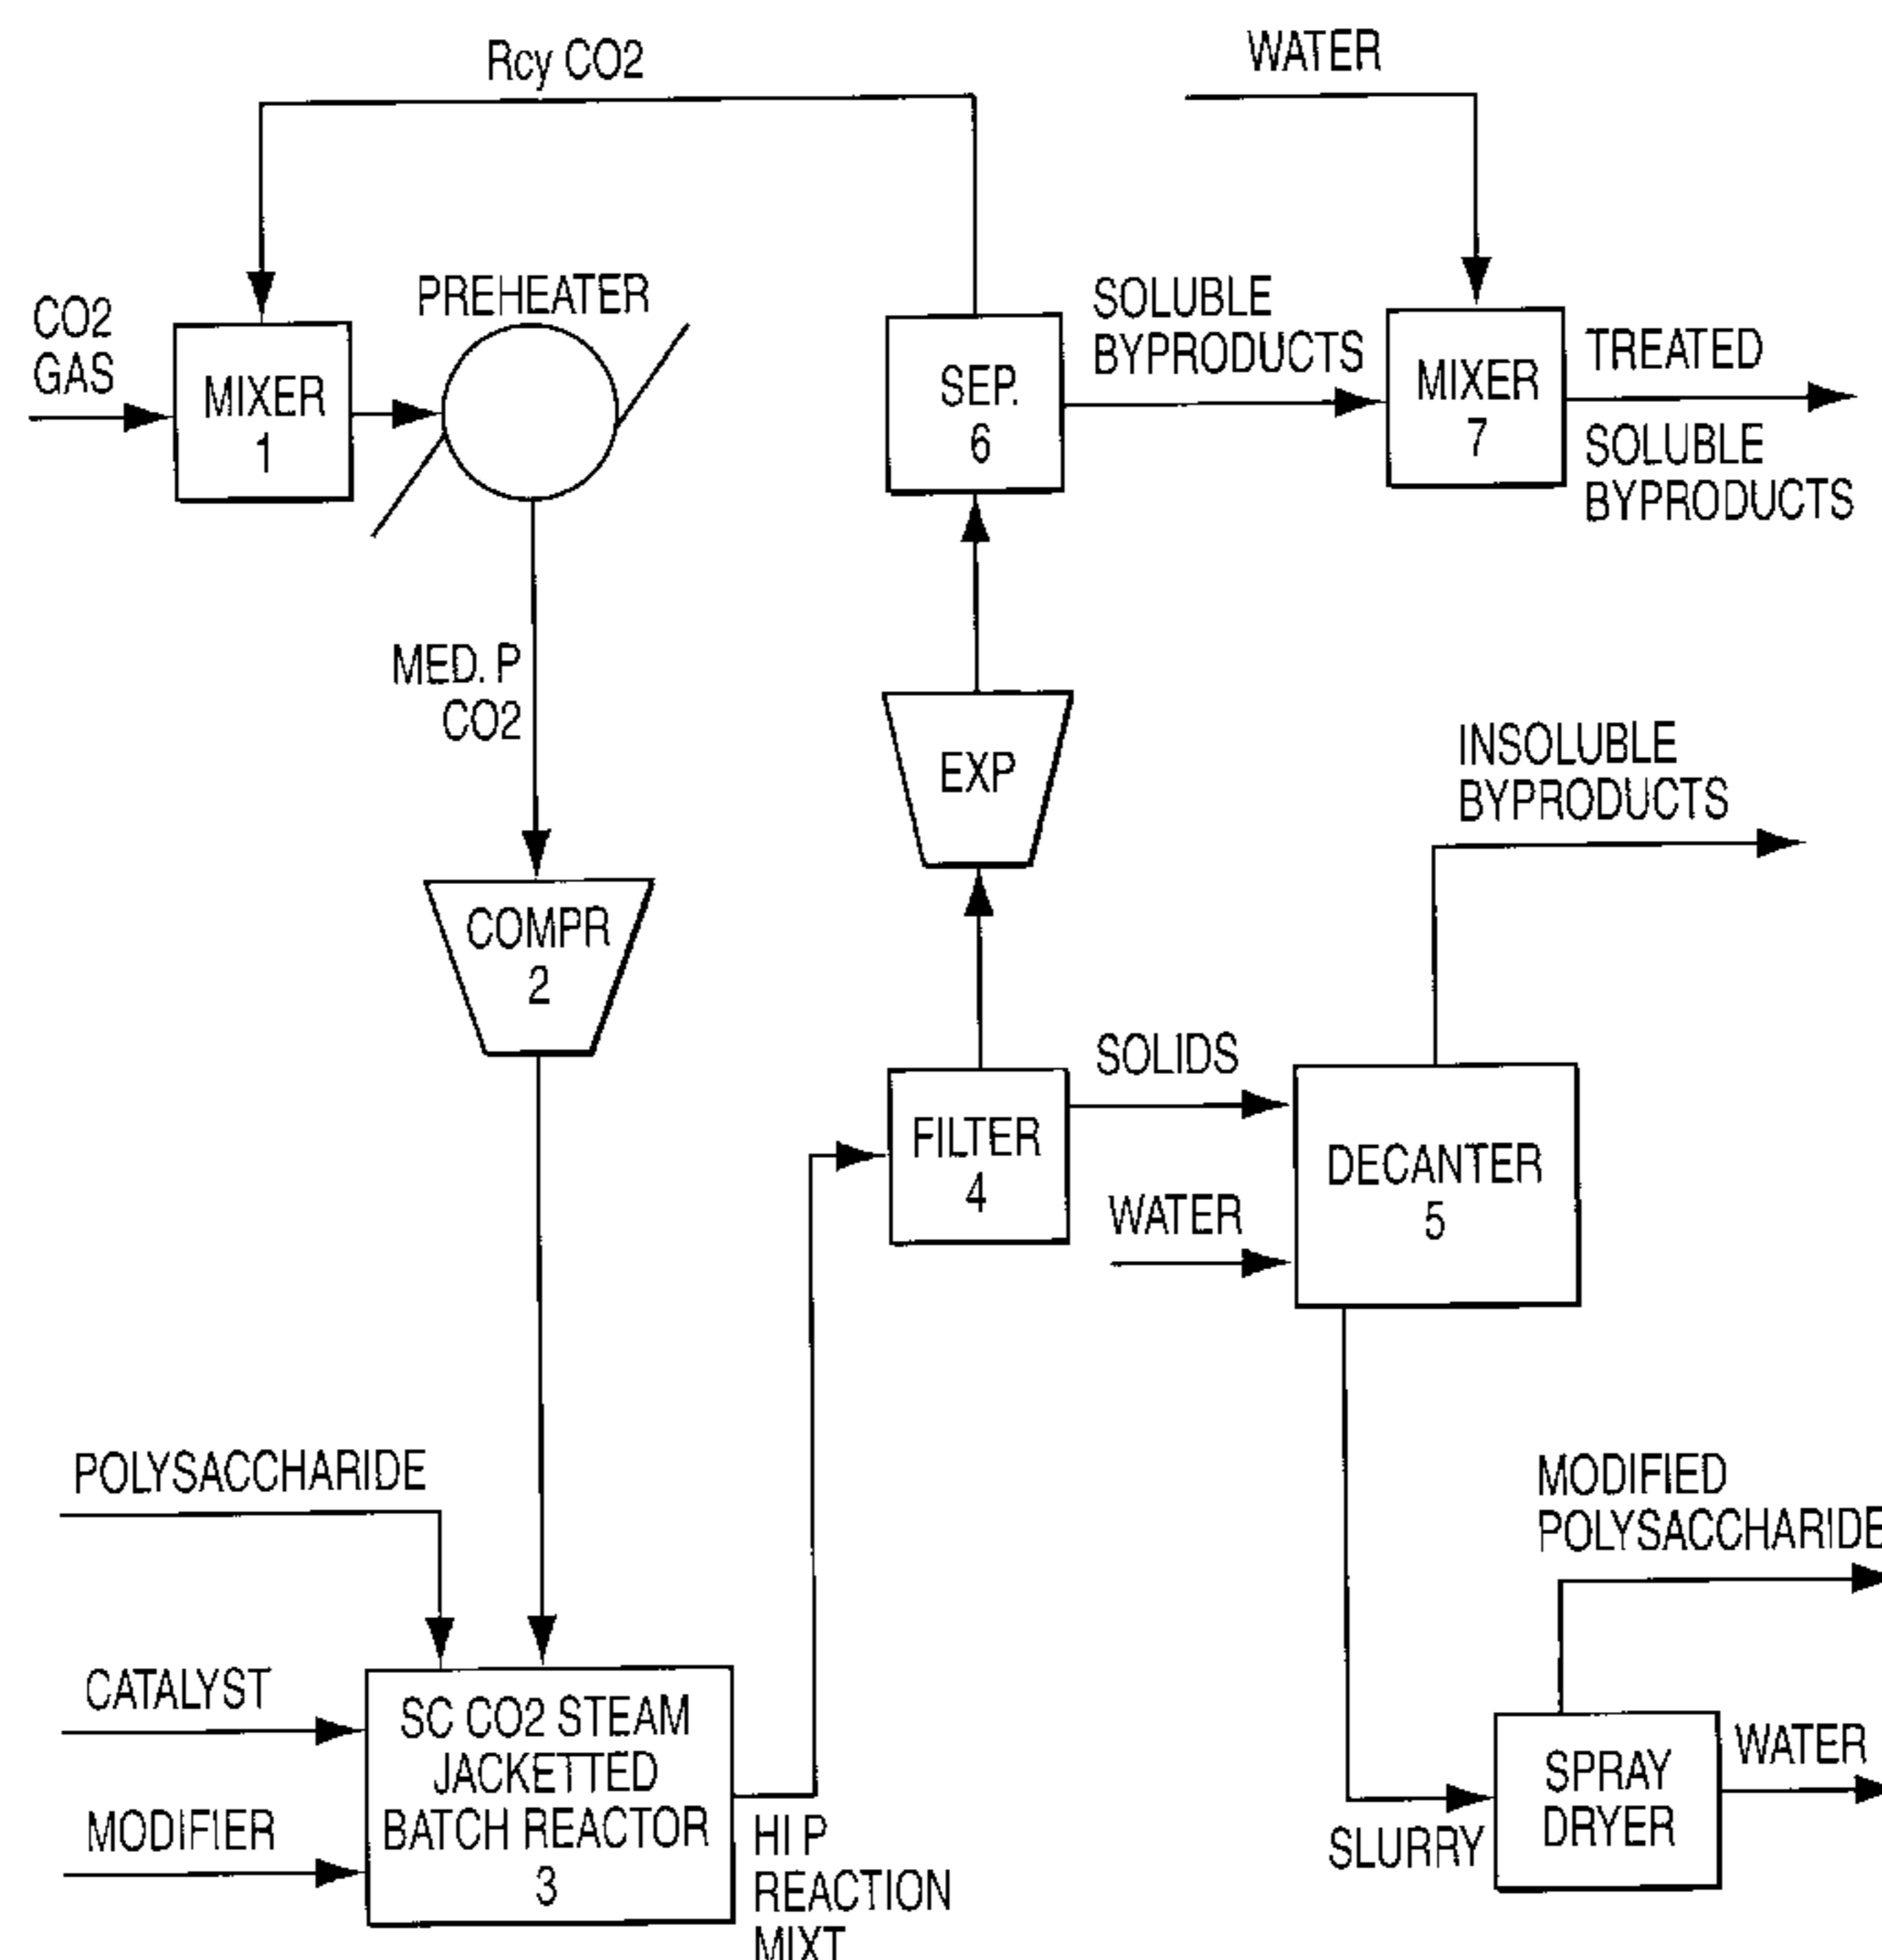 Rcy CO2
WATER
CO2
GAS
MIXER
1
PREHEATER
SEP.
6
SOLUBLE
BYPRODUCTS
MIXER
7
TREATED
SOLUBLE
BYPRODUCTS
MED. P
CO2
EXP
INSOLUBLE
BYPRODUCTS
COMPR
2
FILTER
4
SOLIDS
WATER
DECANTER
5
POLYSACCHARIDE
CATALYST
MODIFIER
SC CO2 STEAM
JACKETTED
BATCH REACTOR
3
HI P
REACTION
MIXT
SLURRY
MODIFIED
POLYSACCHARIDE
SPRAY
DRYER
WATER